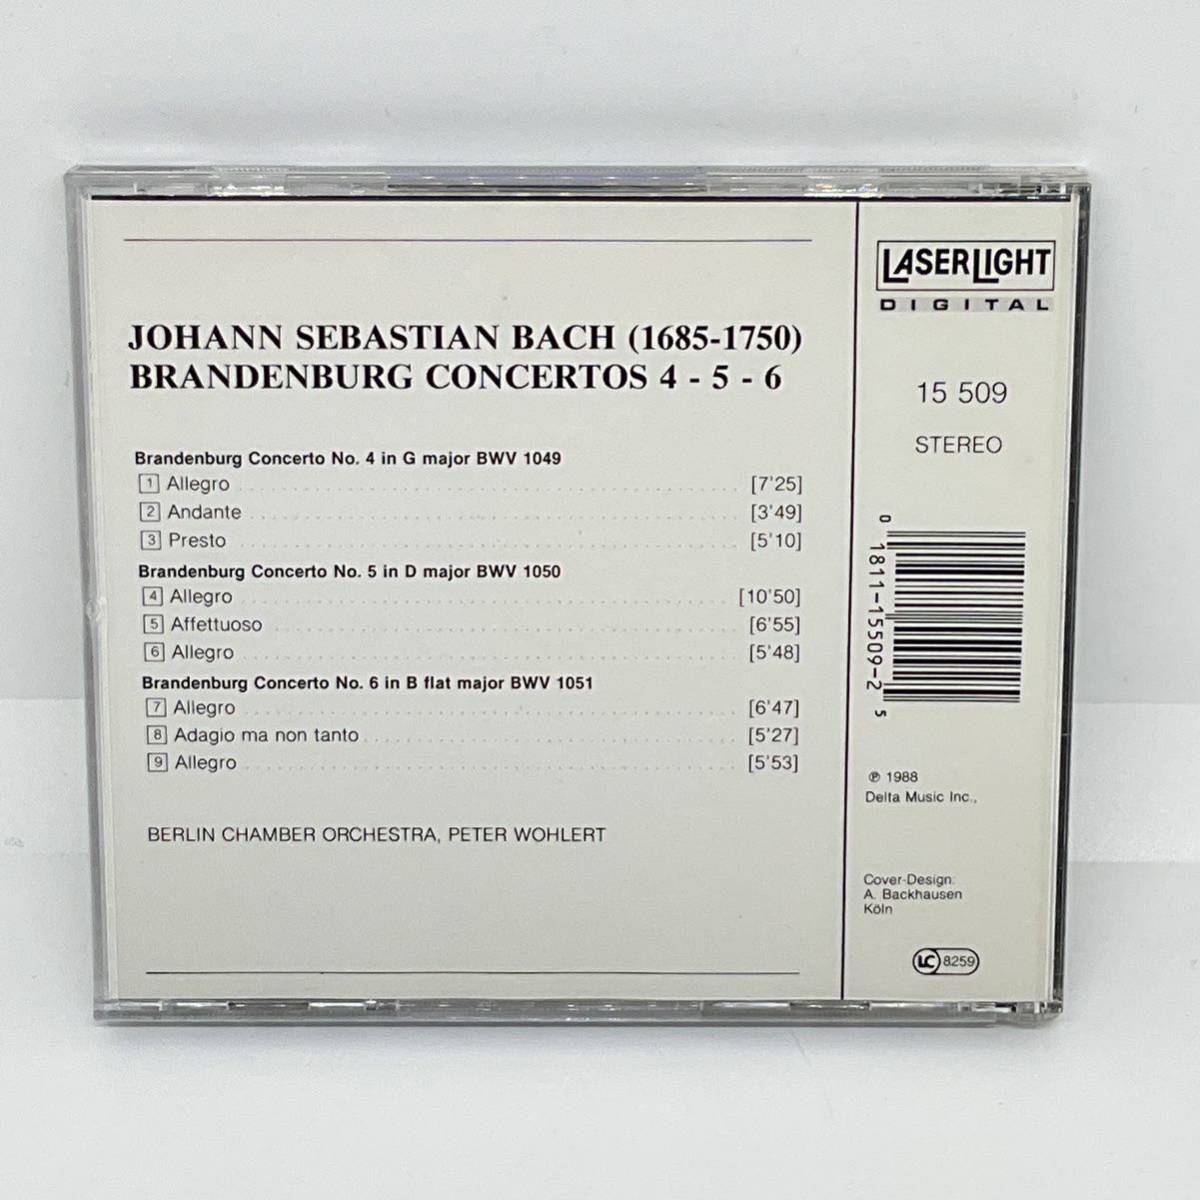 JOHANN SEBASTIAN BACH (1685-1750)
BRANDENBURG CONCERTOS 4 - 5 - 6
Brandenburg Concerto No. 4 in G major BWV 1049
1 Allegro [7'25]
2 Andante [3'49]
3 Presto [5'10]
Brandenburg Concerto No. 5 in D major BWV 1050
4 Allegro [10'50]
5 Affettuoso [6'55]
6 Allegro [5'48]
Brandenburg Concerto No. 6 in B flat major BWV 1051
7 Allegro [6'47]
8 Adagio ma non tanto [5'27]
9 Allegro [5'53]
BERLIN CHAMBER ORCHESTRA, PETER WOHLERT
LASERLIGHT
DIGITAL
15 509
STEREO
0 1811-15509-2 5
℗ 1988
Delta Music Inc.,
Cover-Design:
A. Backhausen
Köln
LC 8259